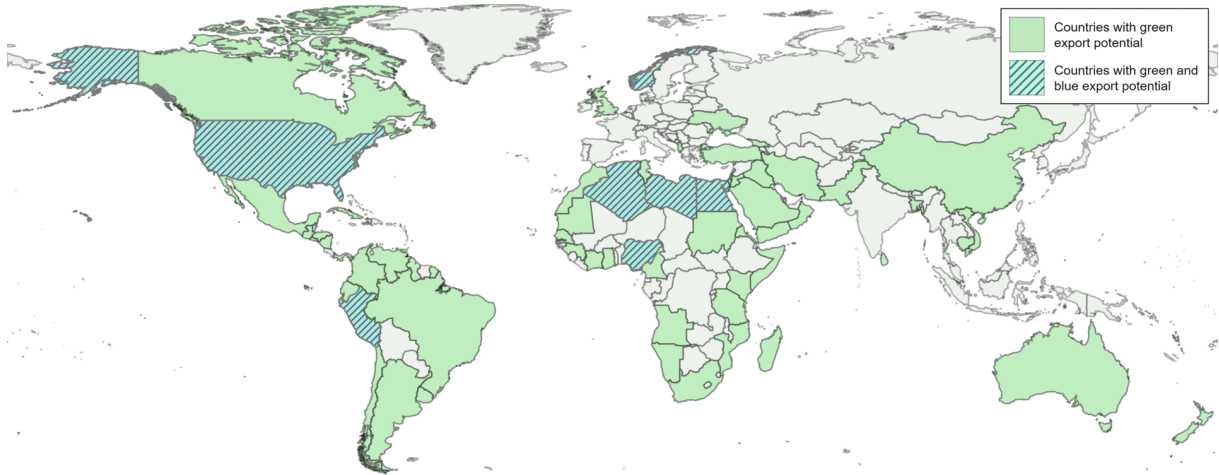 Countries with green
export potential
Countries with green and
blue export potential